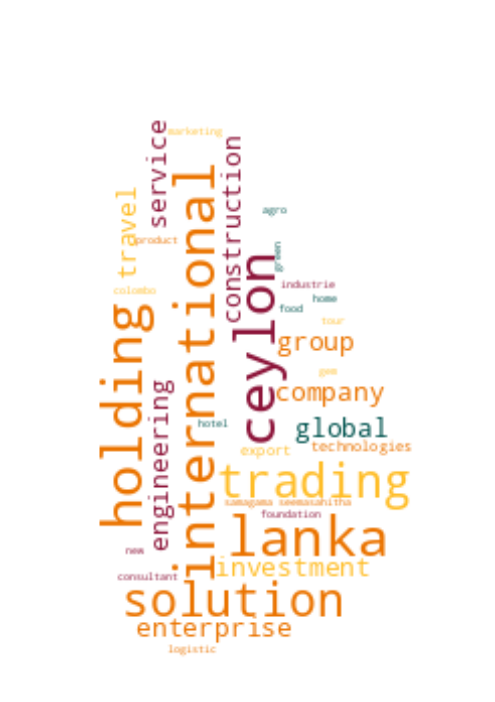 service
marketing
construction
travel
international
agro
product
green
ceylon
industrie
colombo
home
food
holding
tour
group
gem
company
engineering
hotel
global
export
technologies
trading
samagama seemasahitha
foundation
lanka
new
investment
consultant
solution
enterprise
logistic